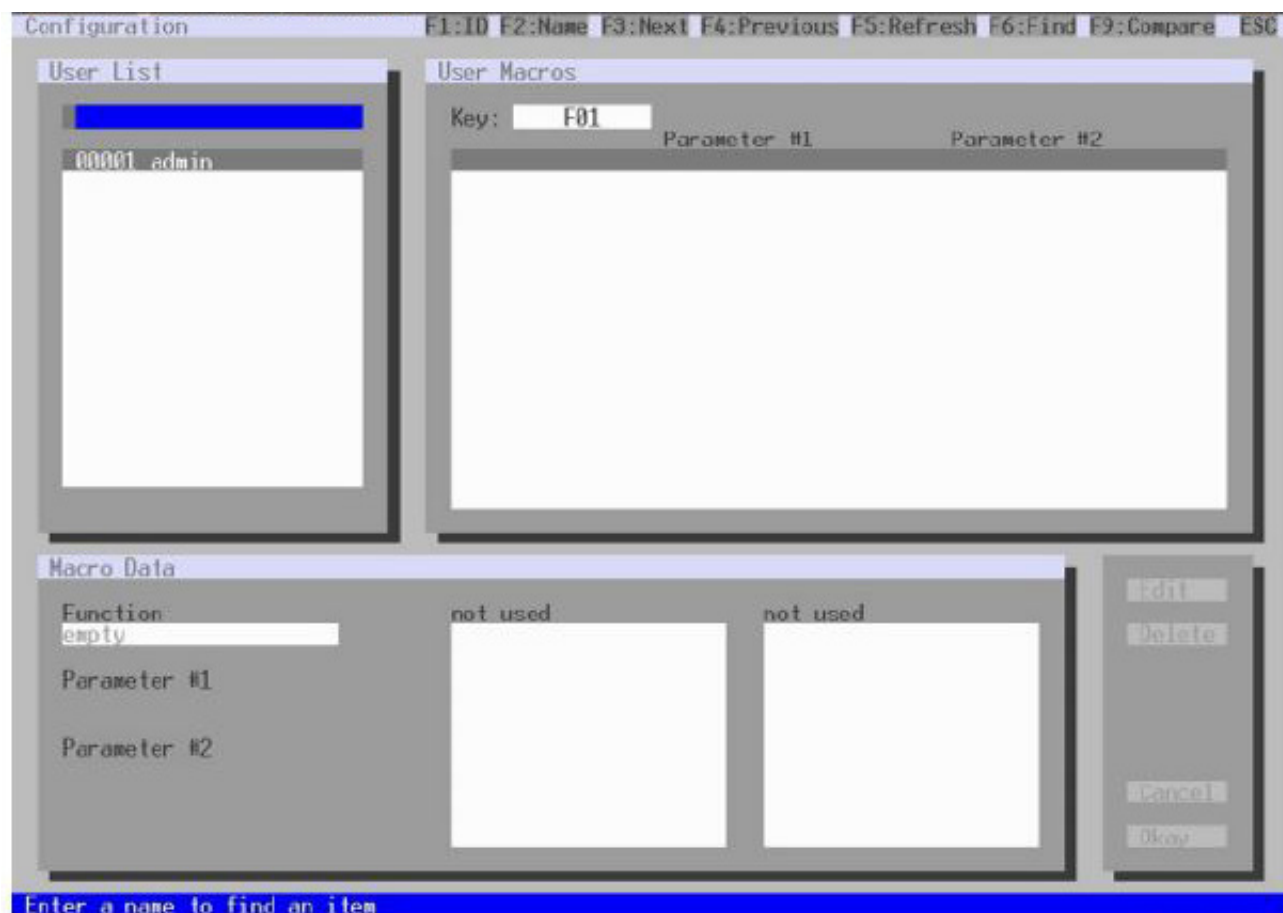 Configuration F1:ID F2:Name F3:Next F4:Previous F5:Refresh F6:Find F9:Compare ESC
User List
00001 admin
User Macros
Key: F01
Parameter #1 Parameter #2
Macro Data
Function not used not used
empty
Parameter #1
Parameter #2
Edit
Delete
Cancel
Okay
Enter a name to find an item